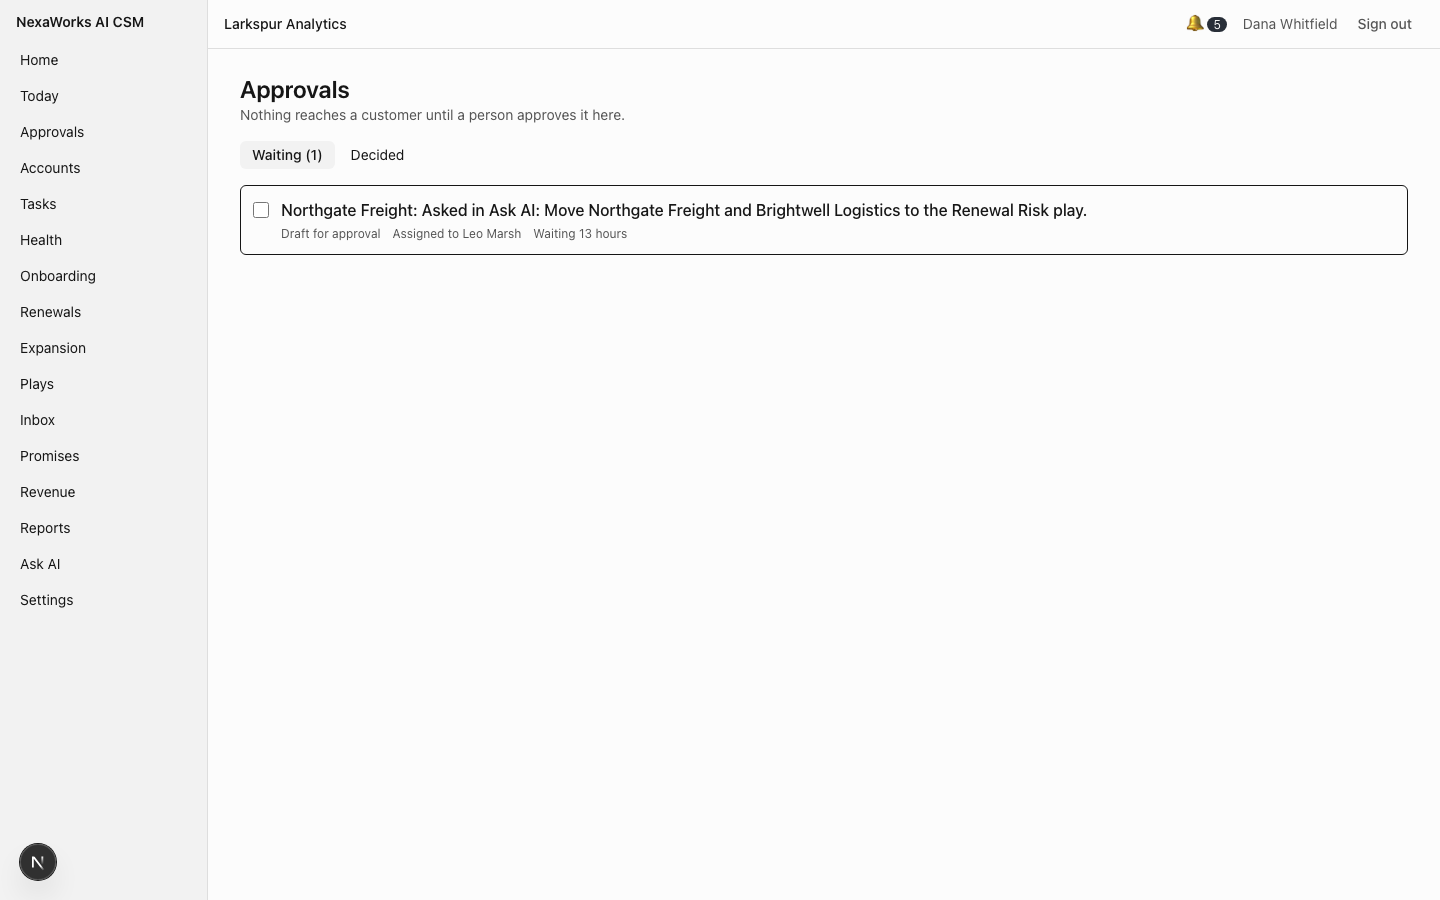 NexaWorks AI CSM
Home
Today
Approvals
Accounts
Tasks
Health
Onboarding
Renewals
Expansion
Plays
Inbox
Promises
Revenue
Reports
Ask AI
Settings
N
Larkspur Analytics
5
Dana Whitfield
Sign out
Approvals
Nothing reaches a customer until a person approves it here.
Waiting (1)
Decided
Northgate Freight: Asked in Ask AI: Move Northgate Freight and Brightwell Logistics to the Renewal Risk play.
Draft for approval Assigned to Leo Marsh Waiting 13 hours